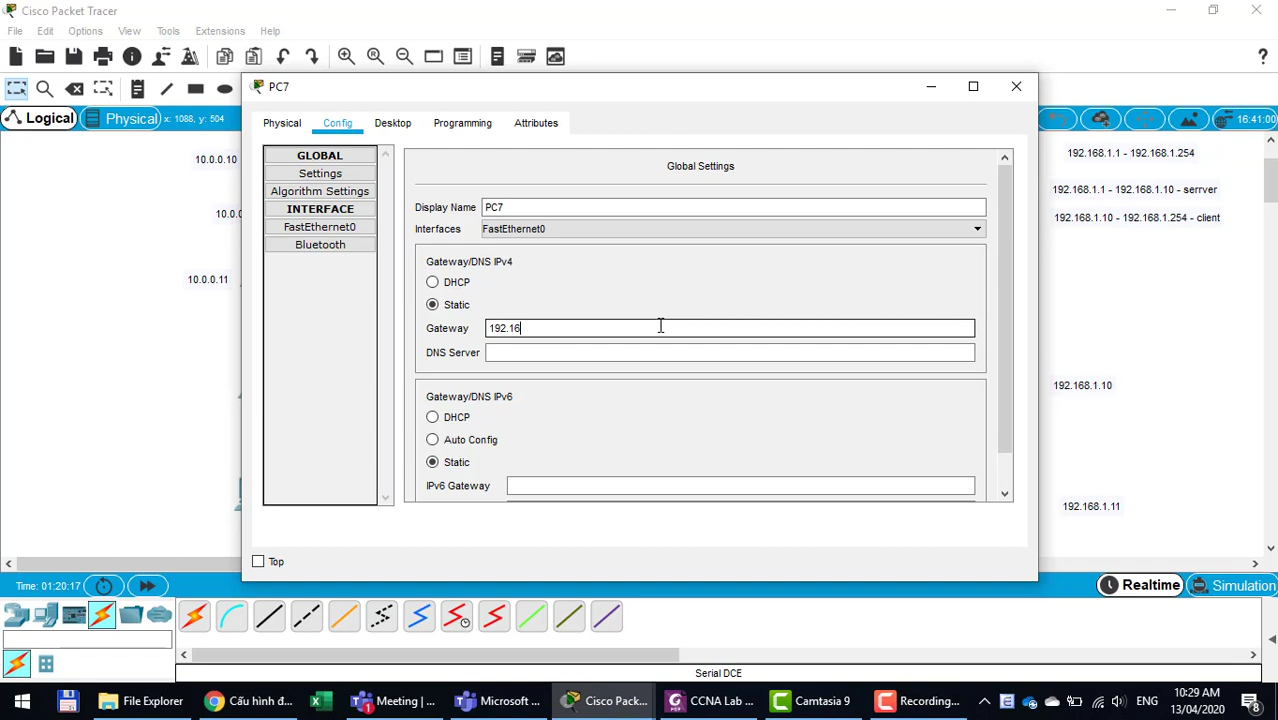 Cisco Packet Tracer
File Edit Options View Tools Extensions Help
PC7
Logical
Physical
x: 1088, y: 504
16:41:00
Physical Config Desktop Programming Attributes
10.0.0.10
10.0.
10.0.0.11
GLOBAL
Settings
Algorithm Settings
INTERFACE
FastEthernet0
Bluetooth
Global Settings
Display Name PC7
Interfaces FastEthernet0
Gateway/DNS IPv4
DHCP
Static
Gateway 192.16
DNS Server
Gateway/DNS IPv6
DHCP
Auto Config
Static
IPv6 Gateway
Top
192.168.1.1 - 192.168.1.254
192.168.1.1 - 192.168.1.10 - serrver
192.168.1.10 - 192.168.1.254 - client
192.168.1.10
192.168.1.11
Time: 01:20:17
Realtime
Simulation
Serial DCE
File Explorer
Cấu hình đ...
Meeting | ...
Microsoft ...
Cisco Pack...
CCNA Lab ...
Camtasia 9
Recording...
ENG
10:29 AM
13/04/2020